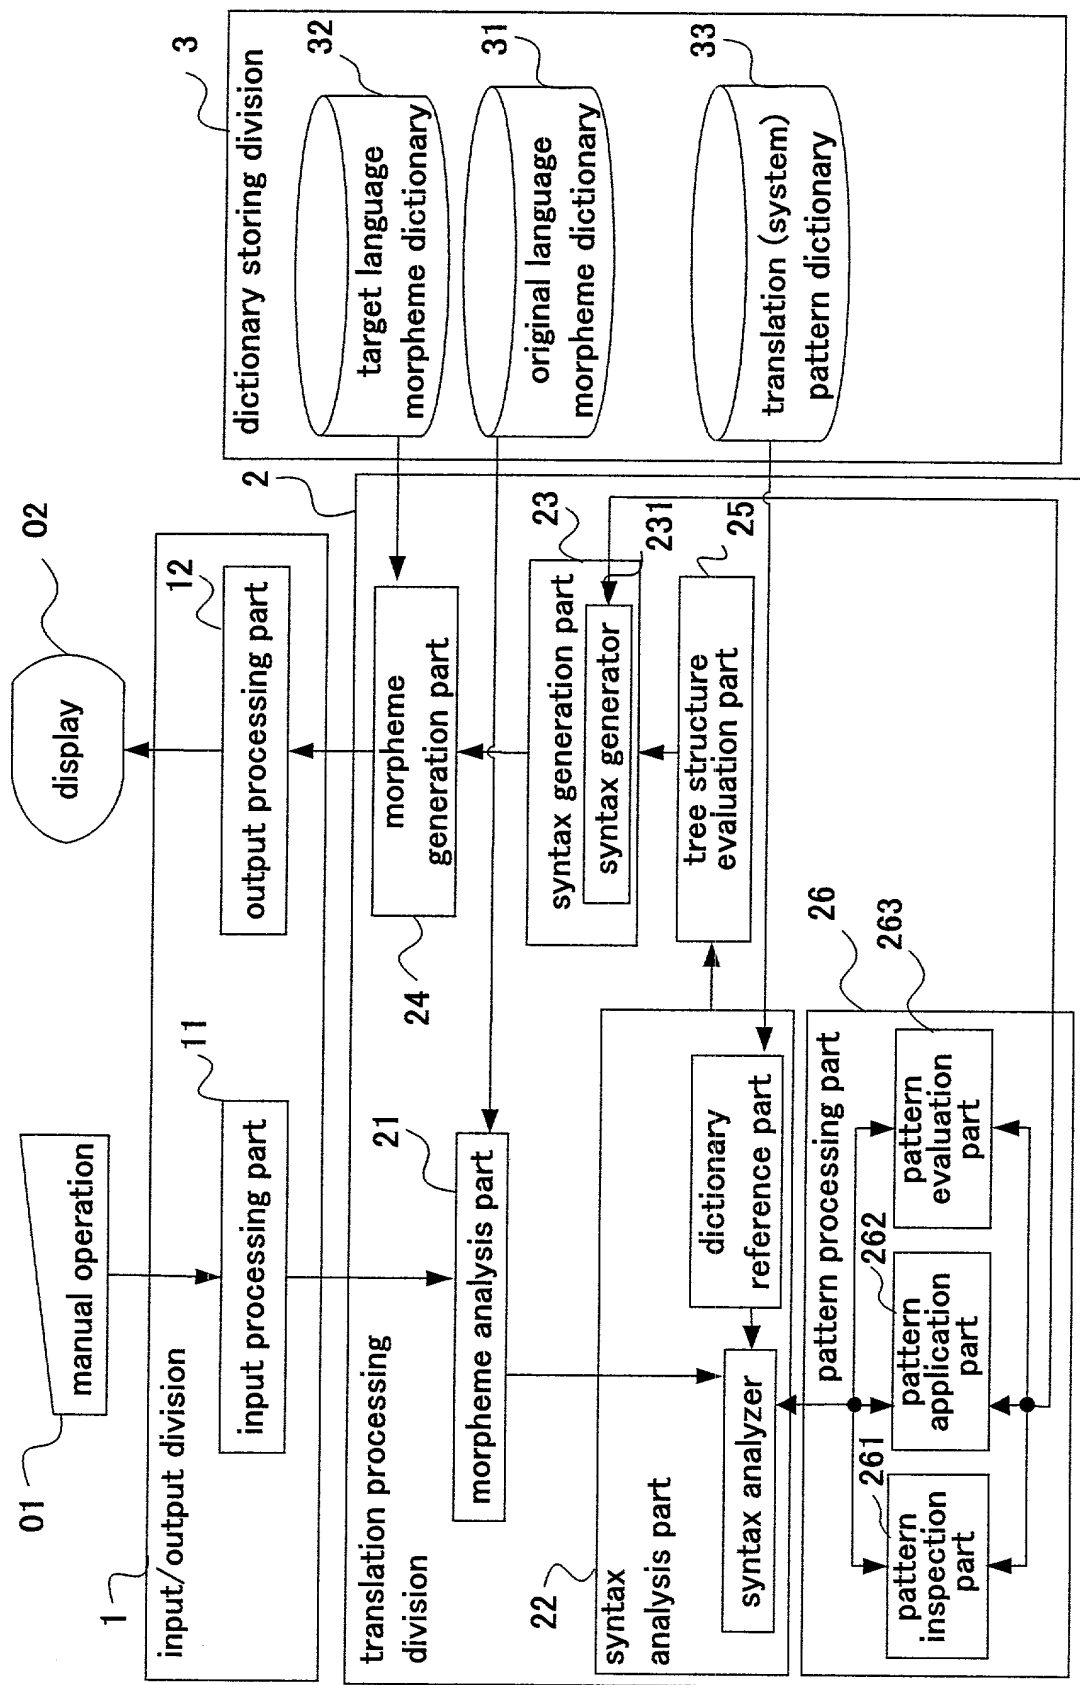 01
manual operation
display
02
1
input/output division
input processing part
11
output processing part
12
2
translation processing
division
morpheme analysis part
21
24
morpheme
generation part
syntax generation part
syntax generator
23
231
tree structure
evaluation part
25
22
syntax
analysis part
syntax analyzer
dictionary
reference part
pattern processing part
26
pattern
inspection
part
261
pattern
application
part
262
pattern
evaluation
part
263
3
dictionary storing division
target language
morpheme dictionary
32
original language
morpheme dictionary
31
translation (system)
pattern dictionary
33